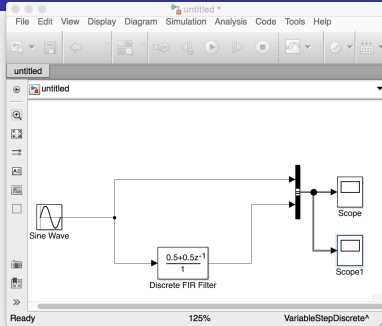 untitled *
File Edit View Display Diagram Simulation Analysis Code Tools Help
untitled
untitled
Sine Wave
0.5+0.5z-1
1
Discrete FIR Filter
Scope
Scope1
Ready 125% VariableStepDiscrete^